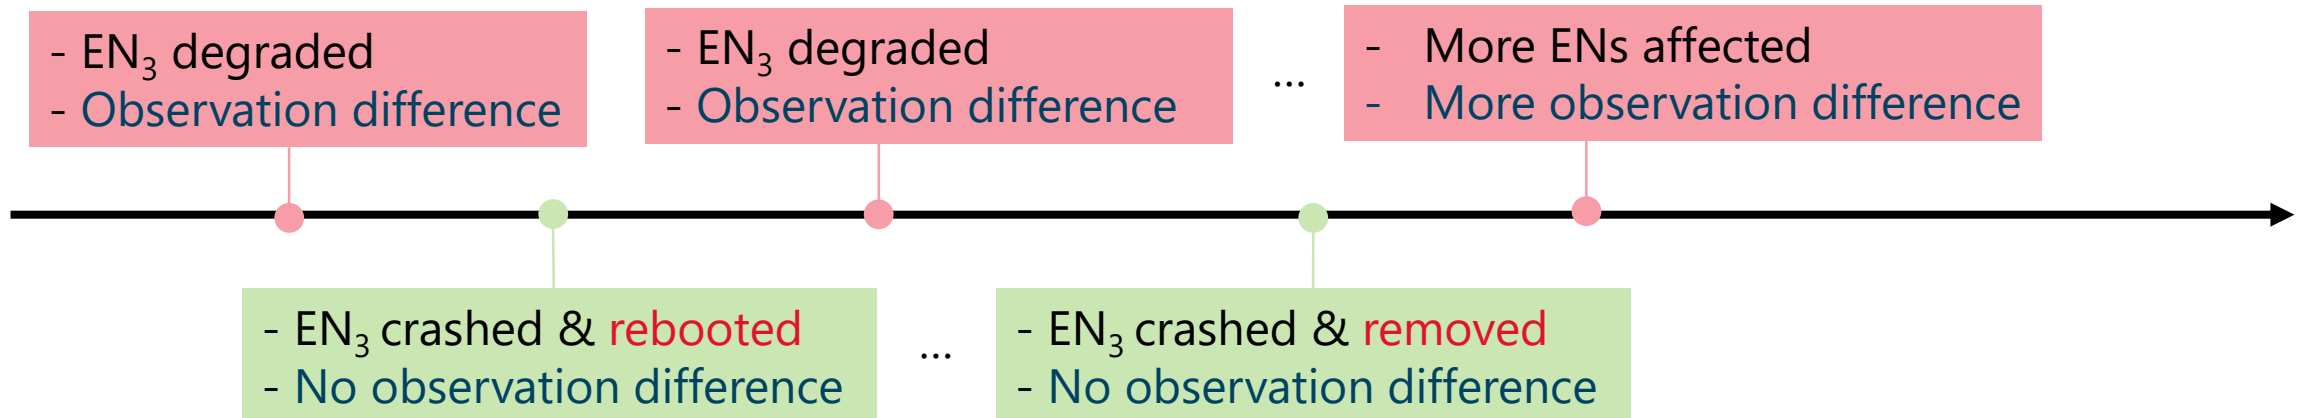 - EN₃ degraded
- Observation difference
- EN₃ degraded
- Observation difference
...
- More ENs affected
- More observation difference
- EN₃ crashed & rebooted
- No observation difference
...
- EN₃ crashed & removed
- No observation difference